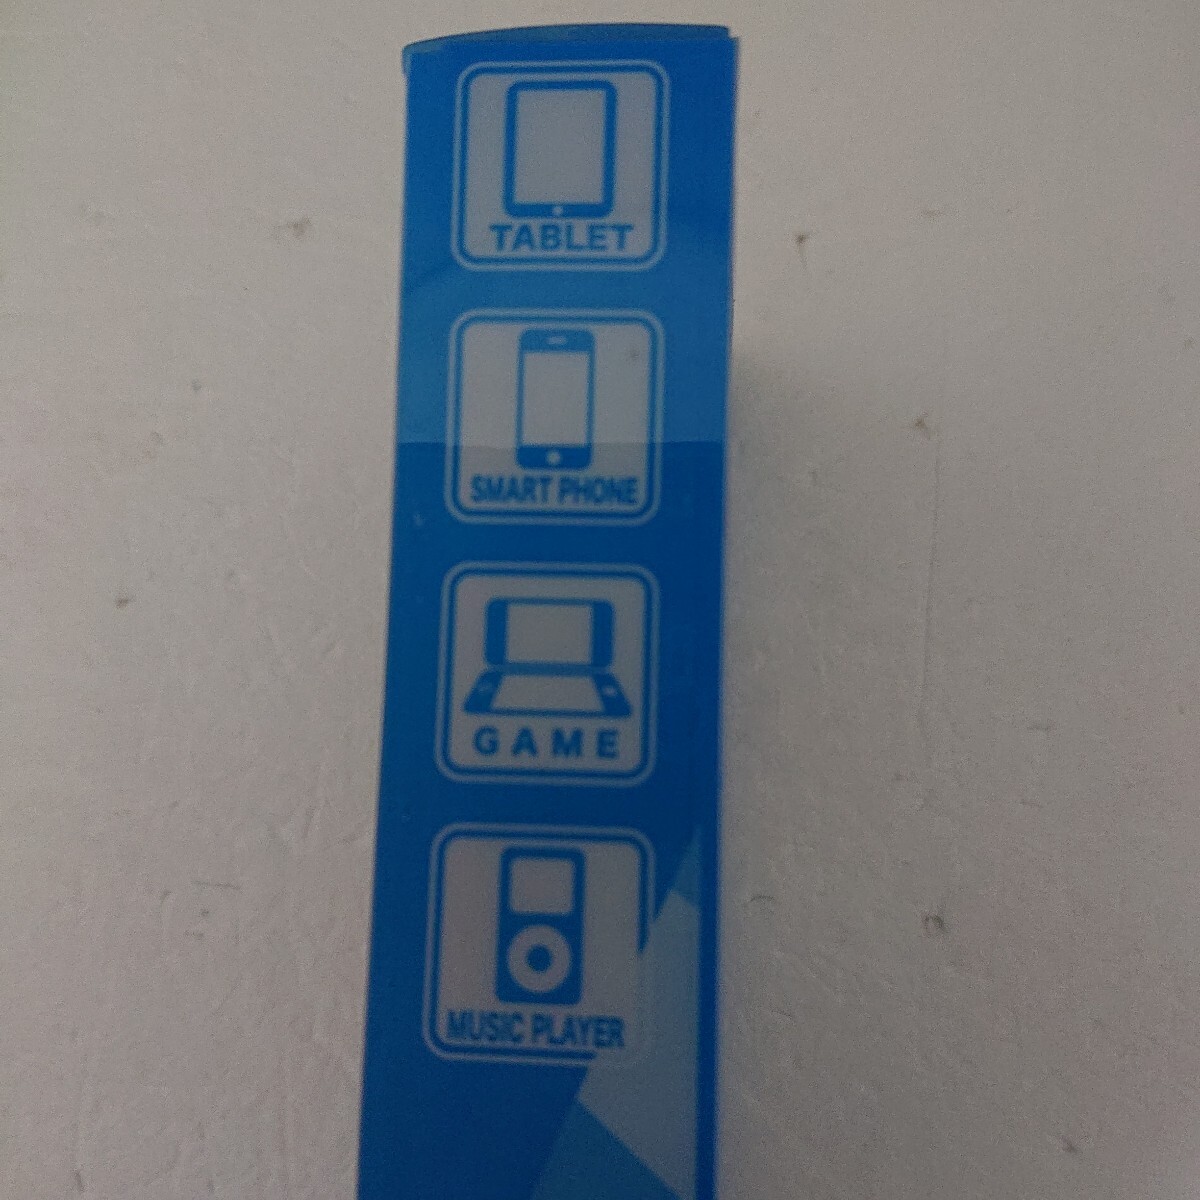 TABLET
SMART PHONE
GAME
MUSIC PLAYER